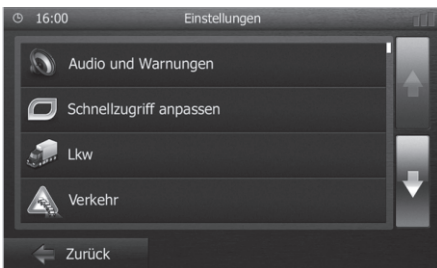 16:00 Einstellungen
Audio und Warnungen
Schnellzugriff anpassen
Lkw
Verkehr
Zurück